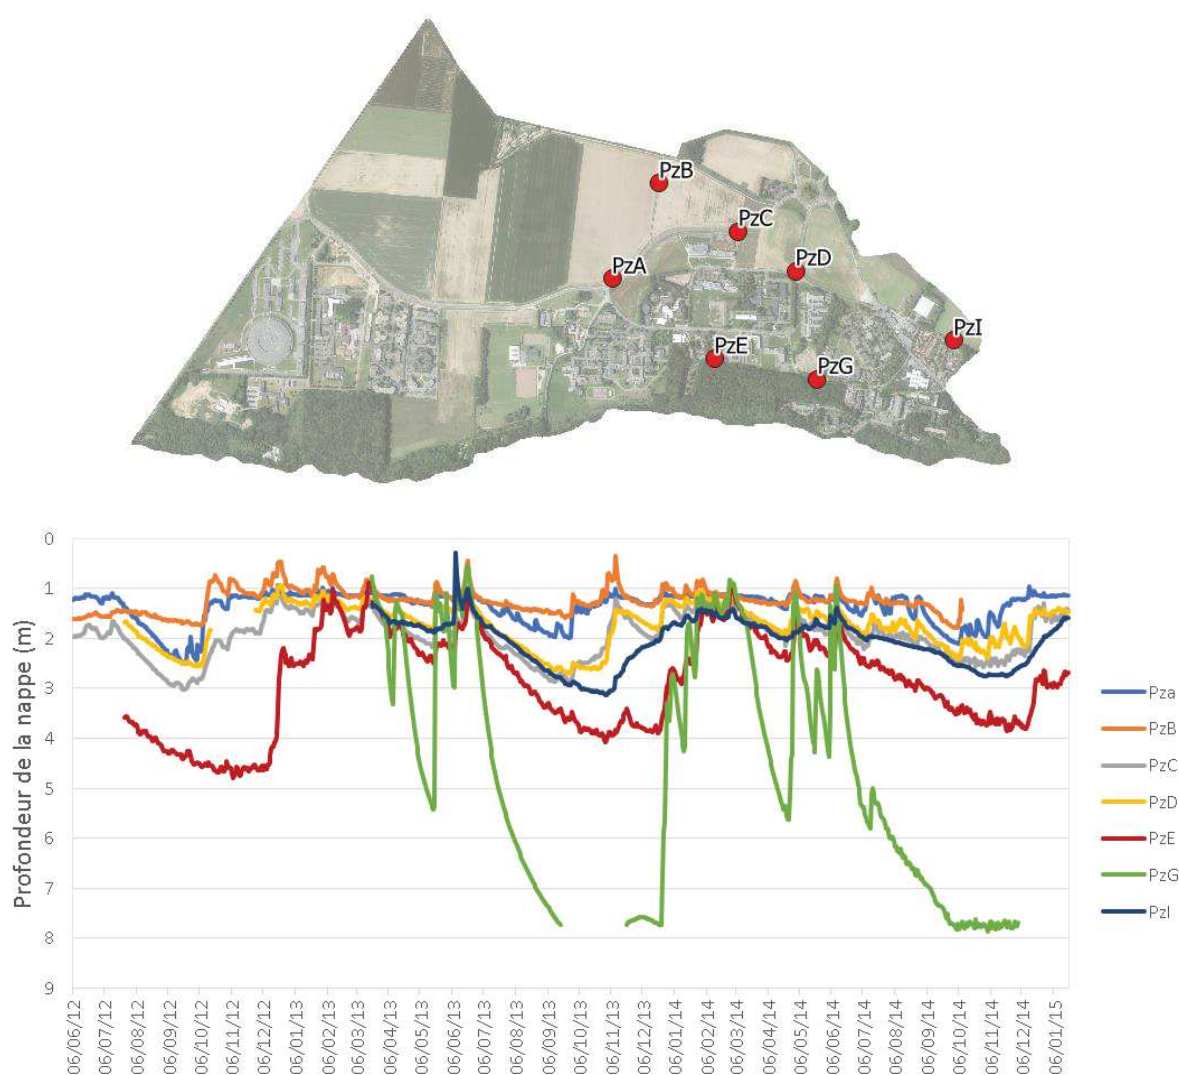 PzB
PzC
PzA
PzD
PzI
PzE
PzG
Profondeur de la nappe (m)
0
1
2
3
4
5
6
7
8
9
06/06/12
06/07/12
06/08/12
06/09/12
06/10/12
06/11/12
06/12/12
06/01/13
06/02/13
06/03/13
06/04/13
06/05/13
06/06/13
06/07/13
06/08/13
06/09/13
06/10/13
06/11/13
06/12/13
06/01/14
06/02/14
06/03/14
06/04/14
06/05/14
06/06/14
06/07/14
06/08/14
06/09/14
06/10/14
06/11/14
06/12/14
06/01/15
Pza
PzB
PzC
PzD
PzE
PzG
PzI